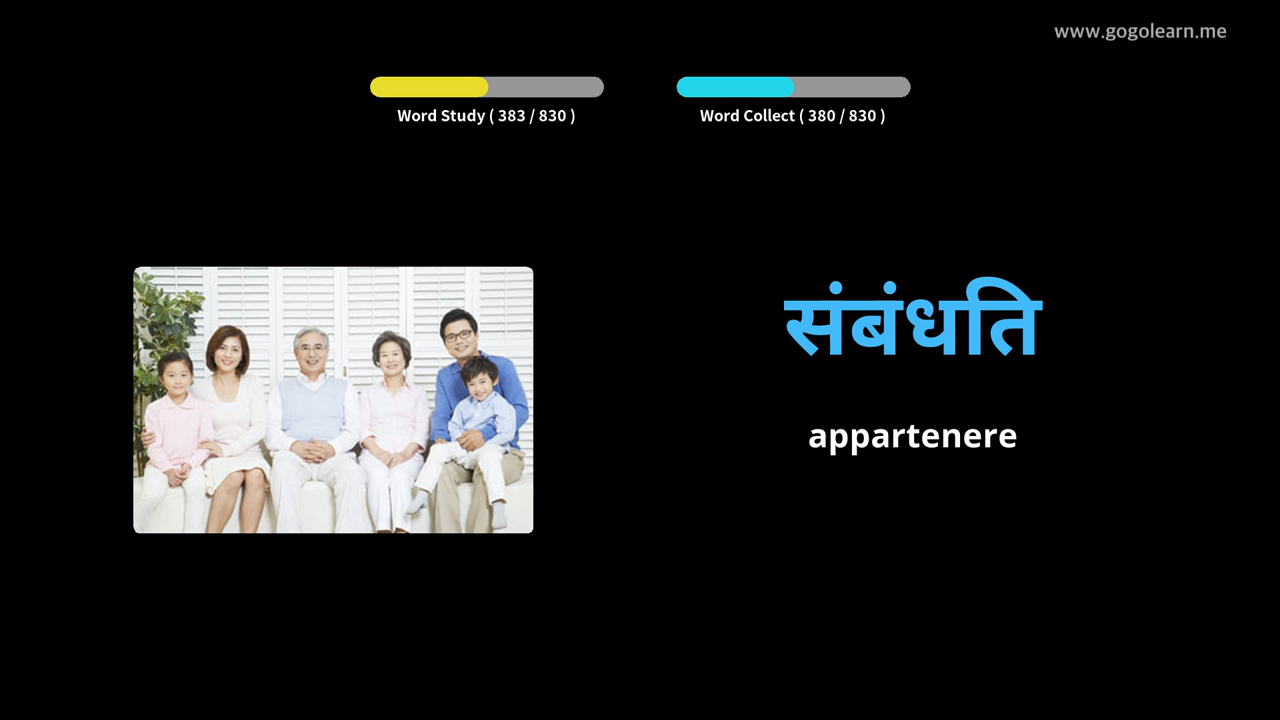 www.gogolearn.me
Word Study ( 383 / 830 )
Word Collect ( 380 / 830 )
संबंधति
appartenere